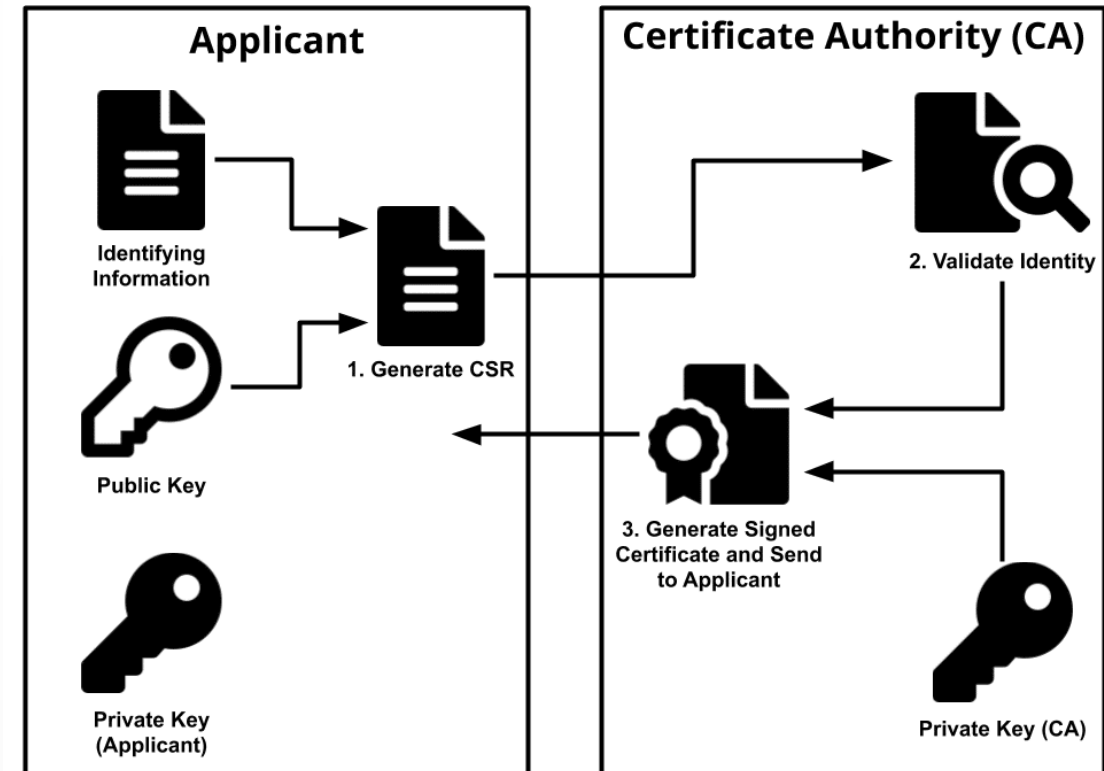 Applicant
Identifying
Information
1. Generate CSR
Public Key
Private Key
(Applicant)
Certificate Authority (CA)
2. Validate Identity
3. Generate Signed
Certificate and Send
to Applicant
Private Key (CA)